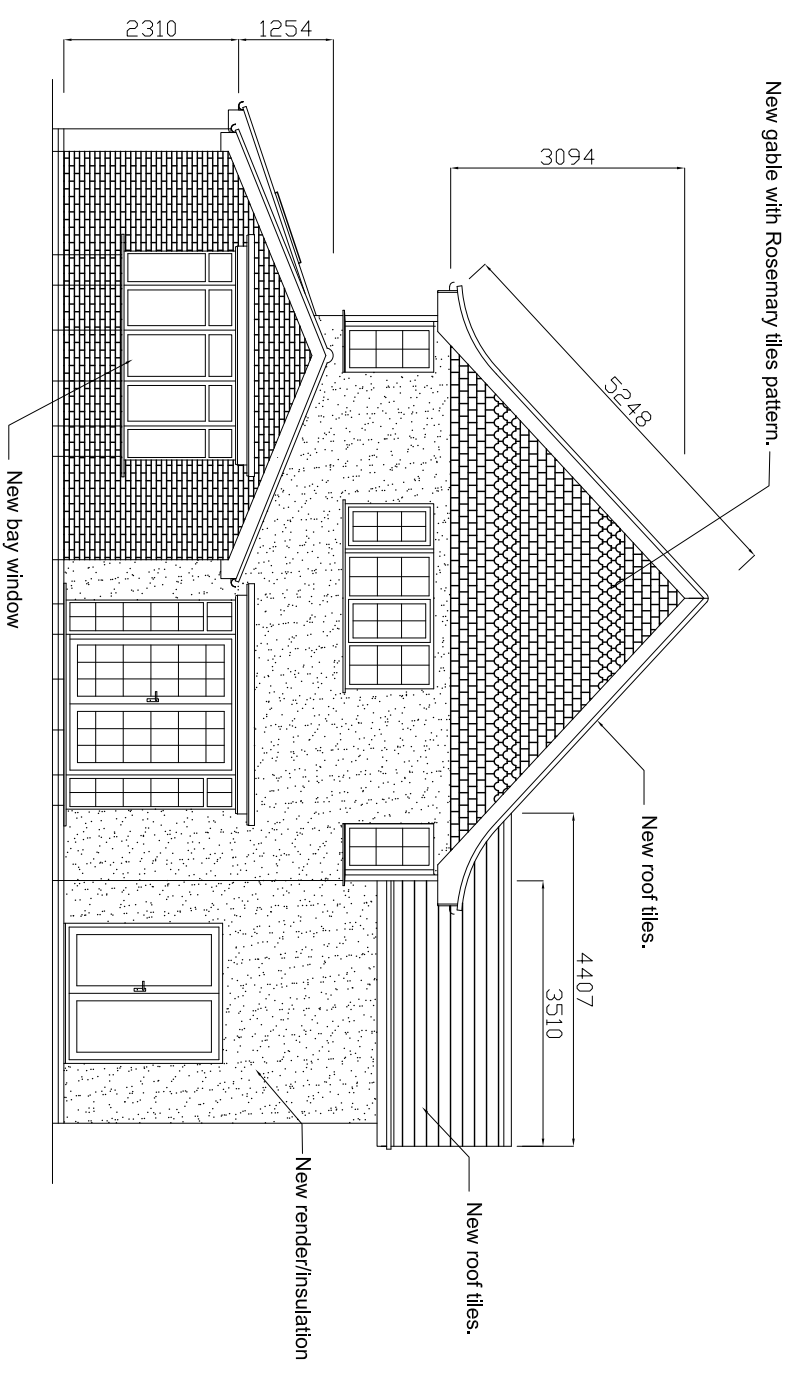 New gable with Rosemary tiles pattern.
5248
3094
New roof tiles.
4407
3510
New roof tiles.
1254
2310
New render/insulation
New bay window